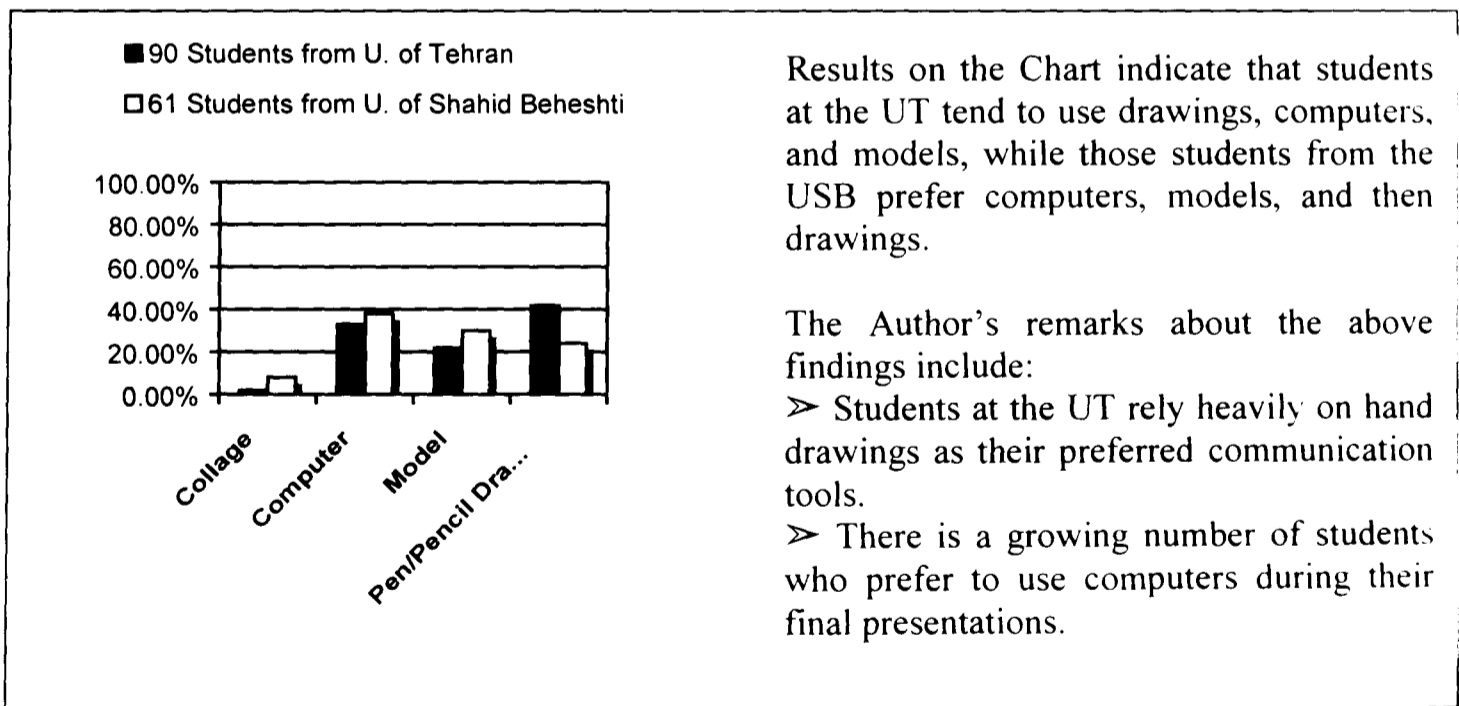 ■90 Students from U. of Tehran
□61 Students from U. of Shahid Beheshti
100.00%
80.00%
60.00%
40.00%
20.00%
0.00%
Collage
Computer
Model
Pen/Pencil Dra...
Results on the Chart indicate that students
at the UT tend to use drawings, computers,
and models, while those students from the
USB prefer computers, models, and then
drawings.
The Author's remarks about the above
findings include:
➢ Students at the UT rely heavily on hand
drawings as their preferred communication
tools.
➢ There is a growing number of students
who prefer to use computers during their
final presentations.